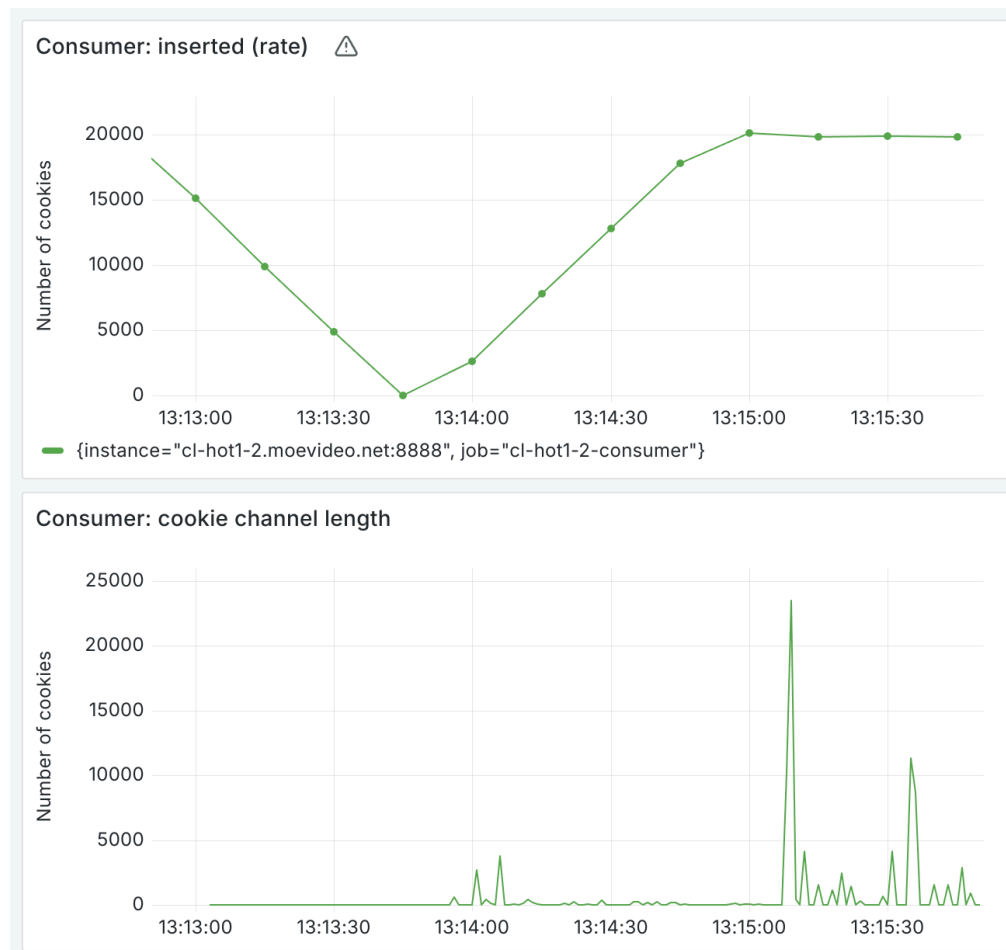 Consumer: inserted (rate)
Number of cookies
20000
15000
10000
5000
0
13:13:00 13:13:30 13:14:00 13:14:30 13:15:00 13:15:30
{instance="cl-hot1-2.moevideo.net:8888", job="cl-hot1-2-consumer"}
Consumer: cookie channel length
Number of cookies
25000
20000
15000
10000
5000
0
13:13:00 13:13:30 13:14:00 13:14:30 13:15:00 13:15:30